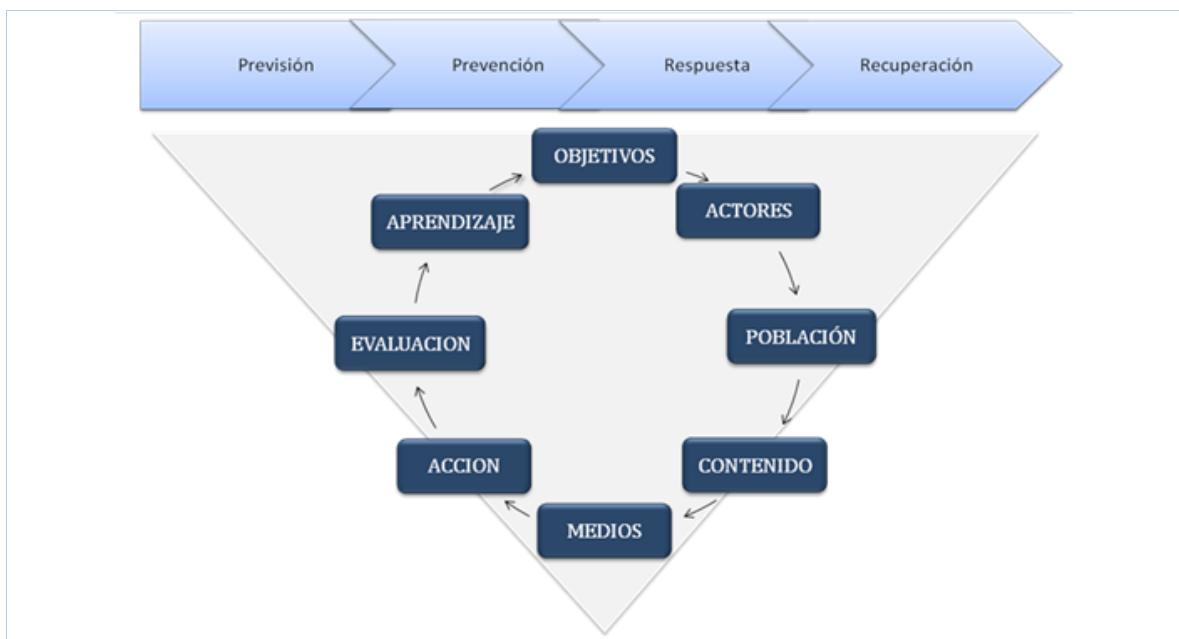 Previsión
Prevención
Respuesta
Recuperación
OBJETIVOS
ACTORES
POBLACIÓN
CONTENIDO
MEDIOS
ACCION
EVALUACION
APRENDIZAJE